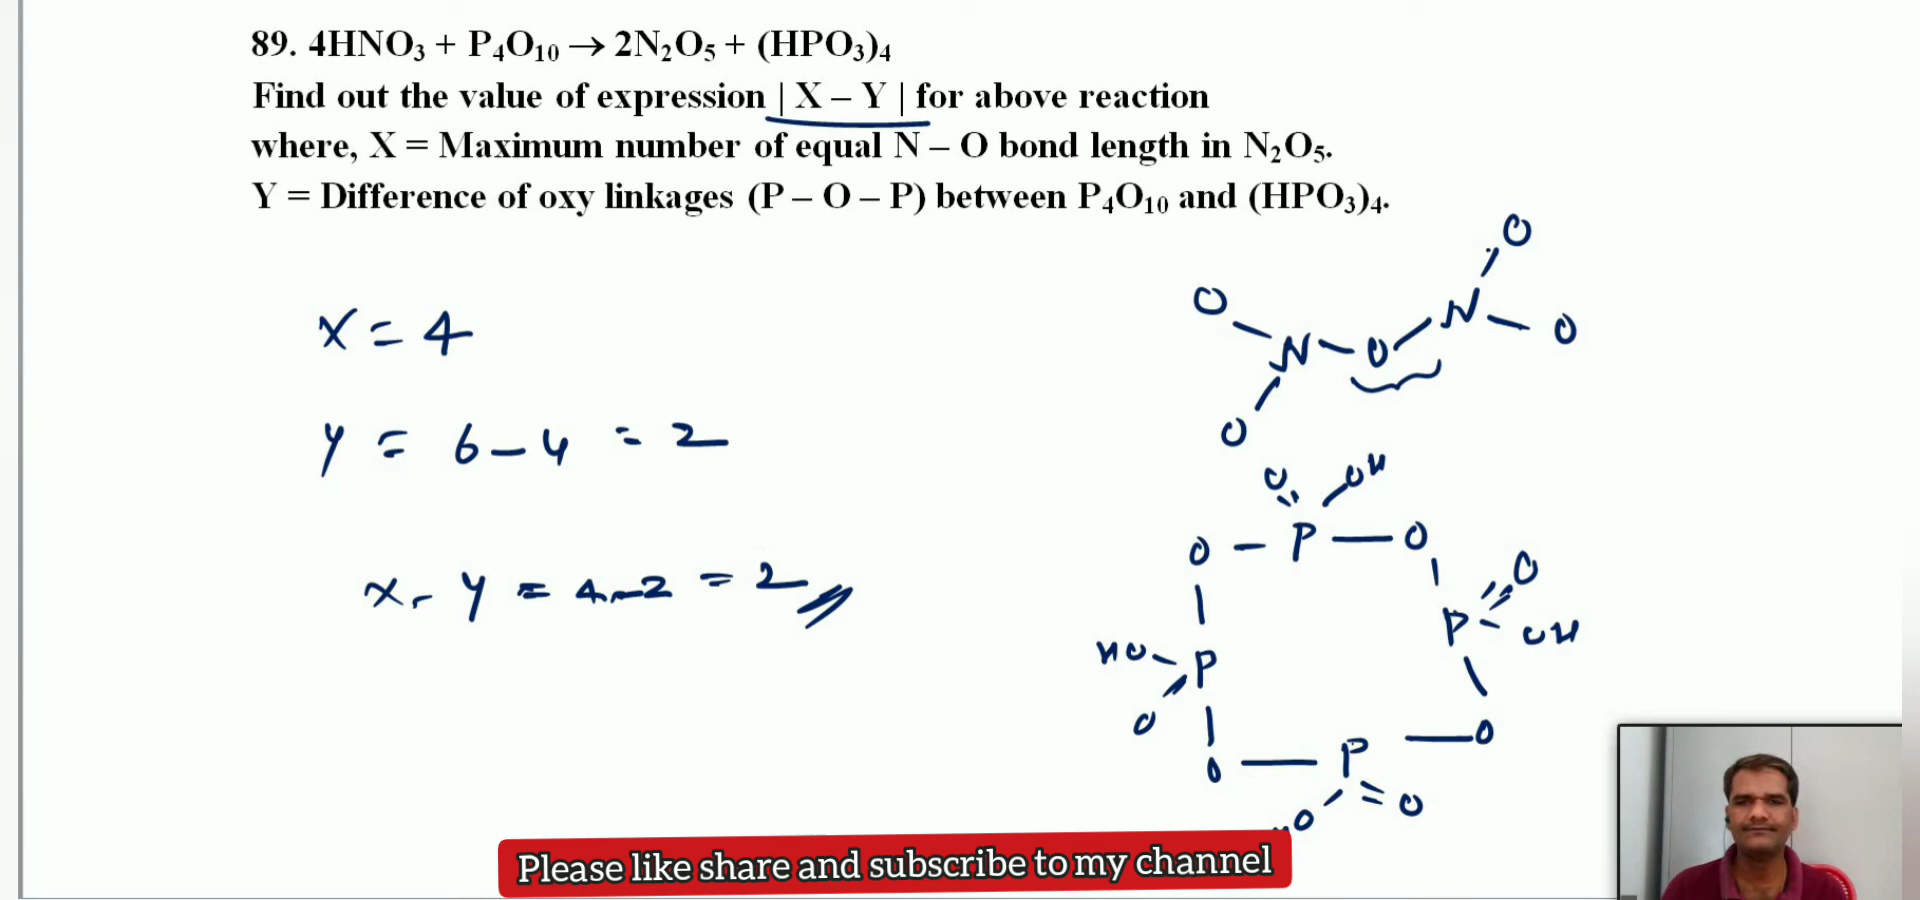 89. 4HNO₃ + P₄O₁₀ → 2N₂O₅ + (HPO₃)₄
Find out the value of expression | X – Y | for above reaction
where, X = Maximum number of equal N – O bond length in N₂O₅.
Y = Difference of oxy linkages (P – O – P) between P₄O₁₀ and (HPO₃)₄.
X = 4
O
O
N – O – N – O
O
y = 6 – 4 = 2
O OH
O – P — O
O
x – y = 4 – 2 = 2
P – OH
HO – P
O
O
O — P
O
HO
Please like share and subscribe to my channel